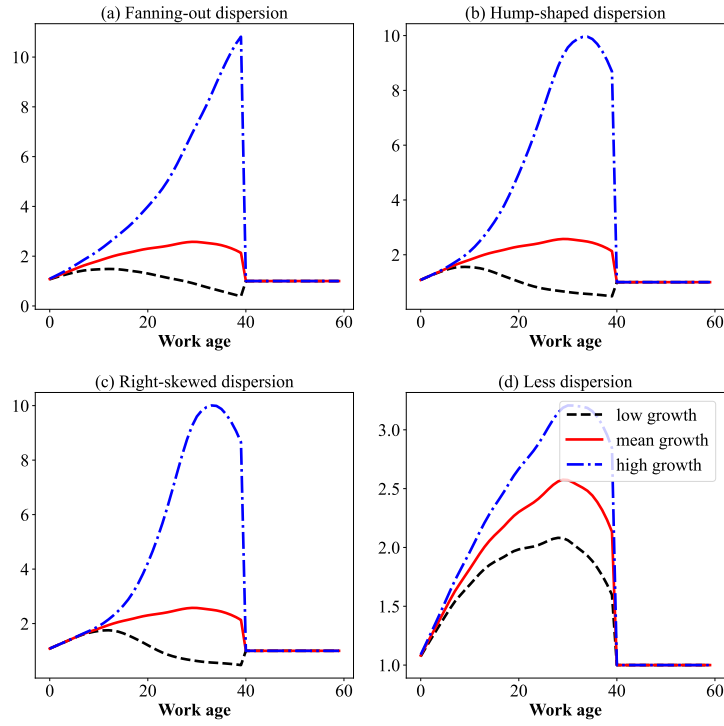 (a) Fanning-out dispersion
10
8
6
4
2
0
0 20 40 60
Work age
(b) Hump-shaped dispersion
10
8
6
4
2
0 20 40 60
Work age
(c) Right-skewed dispersion
10
8
6
4
2
0 20 40 60
Work age
(d) Less dispersion
low growth
mean growth
high growth
3.0
2.5
2.0
1.5
1.0
0 20 40 60
Work age